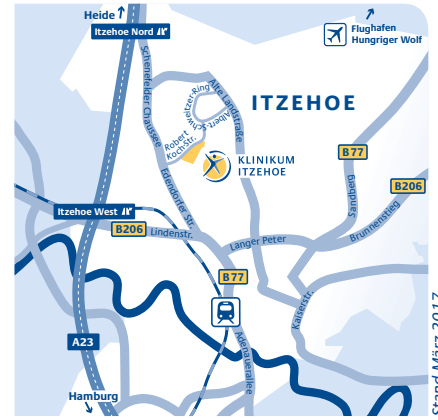 Heide
Itzehoe Nord
Flughafen
Hungriger Wolf
Schenefelder Chaussee
Albert-Schweitzer-Ring
Alte Landstraße
ITZEHOE
Robert
Koch-Str.
KLINIKUM
ITZEHOE
B77
B206
Edendorfer Str.
Sandberg
Itzehoe West
B206
Lindenstr.
Langer Peter
Brunnenstieg
B77
Kaiserstr.
A23
Adenauerallee
Hamburg
Stand März 2017